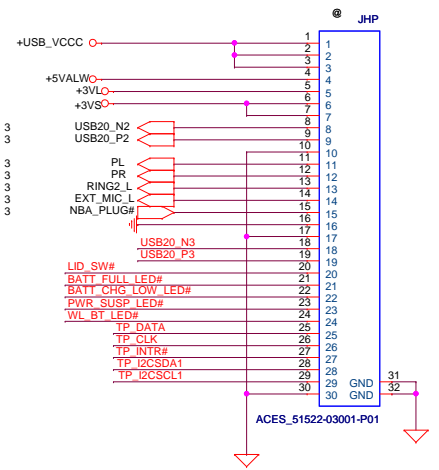 @
JHP
+USB_VCCC 1 1
2 2
3 3
+5VALW 4 4
+3VL 5 5
+3VS 6 6
7 7
3 USB20_N2 8 8
3 USB20_P2 9 9
10 10
3 PL 11 11
3 PR 12 12
3 RING2_L 13 13
3 EXT_MIC_L 14 14
3 NBA_PLUG# 15 15
16 16
17 17
USB20_N3 18 18
USB20_P3 19 19
LID_SW# 20 20
BATT_FULL_LED# 21 21
BATT_CHG_LOW_LED# 22 22
PWR_SUSP_LED# 23 23
WL_BT_LED# 24 24
TP_DATA 25 25
TP_CLK 26 26
TP_INTR# 27 27
TP_I2CSDA1 28 28
TP_I2CSCL1 29 29 GND 31
30 30 GND 32
ACES_51522-03001-P01